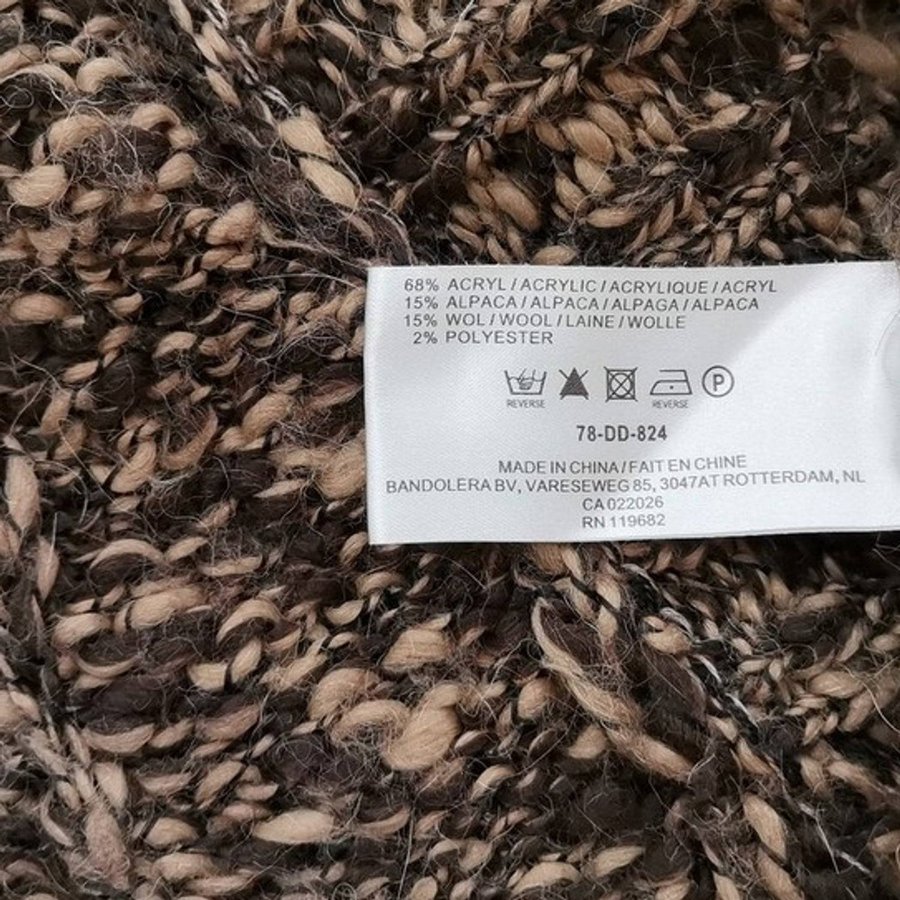 68% ACRYL / ACRYLIC / ACRYLIQUE / ACRYL
15% ALPACA / ALPACA / ALPAGA / ALPACA
15% WOL / WOOL / LAINE / WOLLE
2% POLYESTER
P
REVERSE REVERSE
78-DD-824
MADE IN CHINA / FAIT EN CHINE
BANDOLERA BV, VARESEWEG 85, 3047AT ROTTERDAM, NL
CA 022026
RN 119682